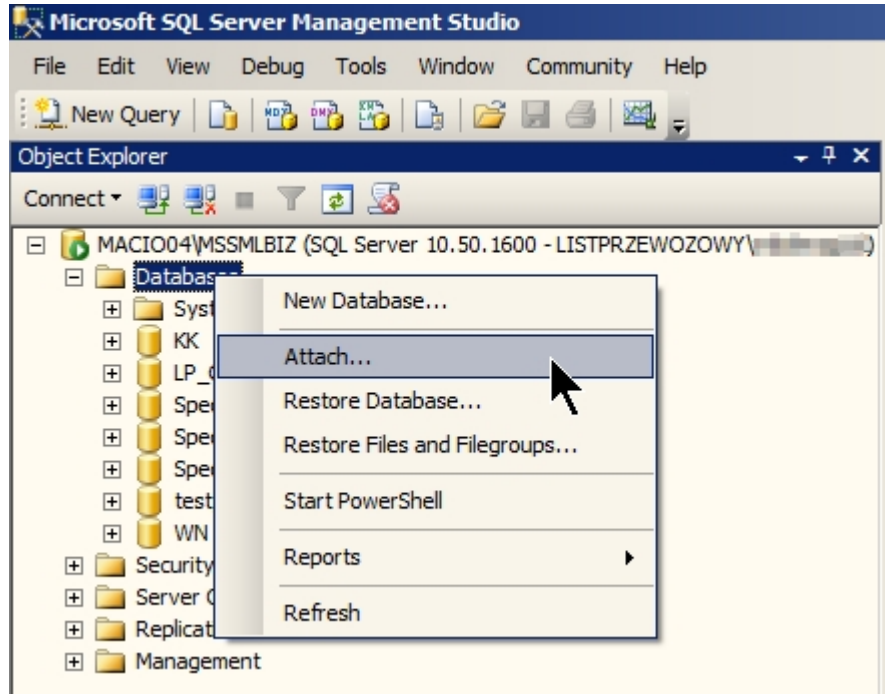 Microsoft SQL Server Management Studio
File Edit View Debug Tools Window Community Help
New Query
Object Explorer
Connect
MACIO04\MSSMLBIZ (SQL Server 10.50.1600 - LISTPRZEWOZOWY\
Databases
New Database...
Syst
KK
Attach...
LP_
Restore Database...
Spe
Restore Files and Filegroups...
Spe
Spe
Start PowerShell
test
WN
Reports
Security
Server
Refresh
Replicat
Management